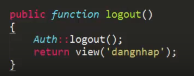 public function logout()
{
    Auth::logout();
    return view('dangnhap');
}